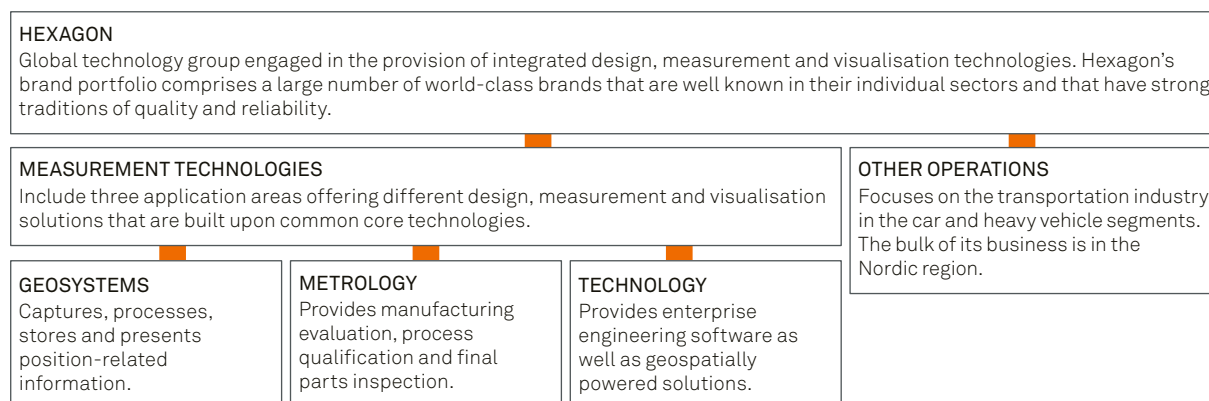 HEXAGON
Global technology group engaged in the provision of integrated design, measurement and visualisation technologies. Hexagon’s
brand portfolio comprises a large number of world-class brands that are well known in their individual sectors and that have strong
traditions of quality and reliability.
MEASUREMENT TECHNOLOGIES
Include three application areas offering different design, measurement and visualisation
solutions that are built upon common core technologies.
OTHER OPERATIONS
Focuses on the transportation industry
in the car and heavy vehicle segments.
The bulk of its business is in the
Nordic region.
GEOSYSTEMS
Captures, processes,
stores and presents
position-related
information.
METROLOGY
Provides manufacturing
evaluation, process
qualification and final
parts inspection.
TECHNOLOGY
Provides enterprise
engineering software as
well as geospatially
powered solutions.